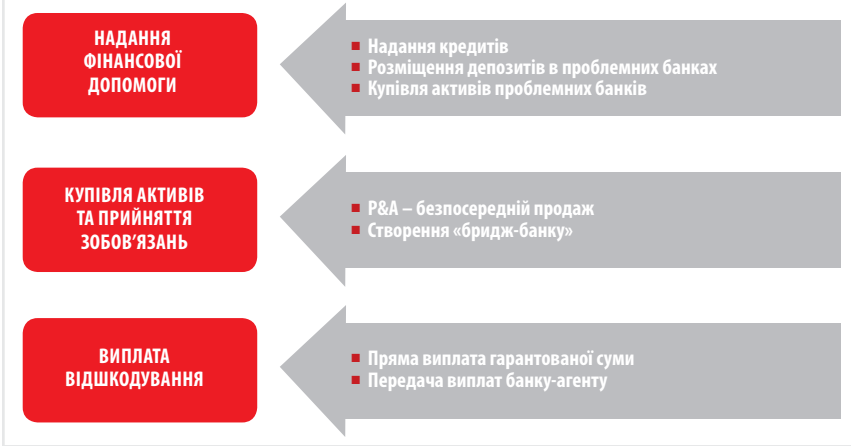 НАДАННЯ
ФІНАНСОВОЇ
ДОПОМОГИ
▪ Надання кредитів
▪ Розміщення депозитів в проблемних банках
▪ Купівля активів проблемних банків
КУПІВЛЯ АКТИВІВ
ТА ПРИЙНЯТТЯ
ЗОБОВ'ЯЗАНЬ
▪ P&A – безпосередній продаж
▪ Створення «бридж-банку»
ВИПЛАТА
ВІДШКОДУВАННЯ
▪ Пряма виплата гарантованої суми
▪ Передача виплат банку-агенту